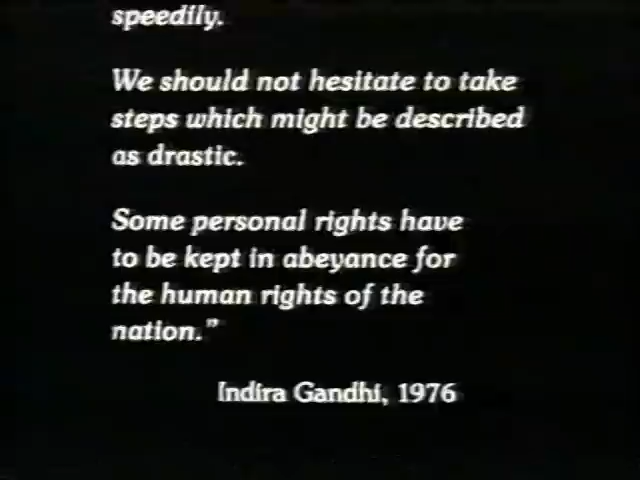 speedily.
We should not hesitate to take
steps which might be described
as drastic.
Some personal rights have
to be kept in abeyance for
the human rights of the
nation."
Indira Gandhi, 1976